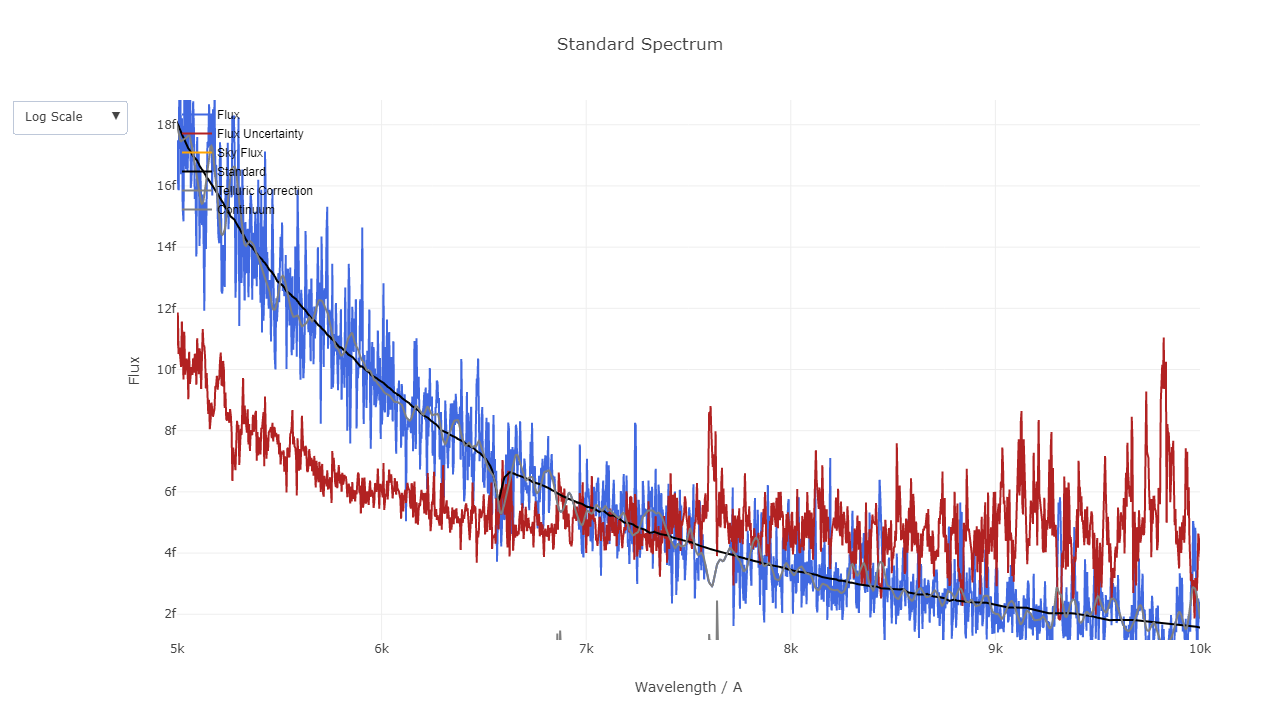 Standard Spectrum
Log Scale ▼
Flux
Flux Uncertainty
Sky Flux
Standard
Telluric Correction
Continuum
18f
16f
14f
12f
10f
8f
6f
4f
2f
Flux
5k 6k 7k 8k 9k 10k
Wavelength / A